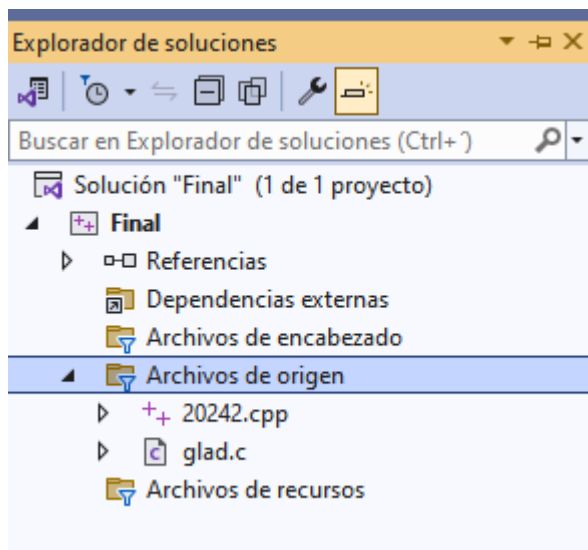 Explorador de soluciones
Buscar en Explorador de soluciones (Ctrl+´)
Solución "Final" (1 de 1 proyecto)
Final
Referencias
Dependencias externas
Archivos de encabezado
Archivos de origen
20242.cpp
glad.c
Archivos de recursos